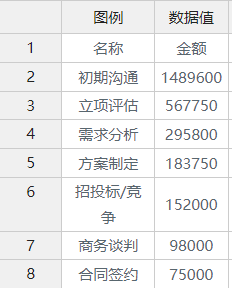 图例 数据值
1 名称 金额
2 初期沟通 1489600
3 立项评估 567750
4 需求分析 295800
5 方案制定 183750
6 招投标/竞
争 152000
7 商务谈判 98000
8 合同签约 75000